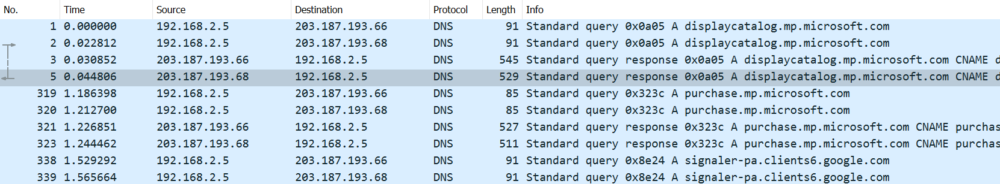 No. Time Source Destination Protocol Length Info
1 0.000000 192.168.2.5 203.187.193.66 DNS 91 Standard query 0x0a05 A displaycatalog.mp.microsoft.com
2 0.022812 192.168.2.5 203.187.193.68 DNS 91 Standard query 0x0a05 A displaycatalog.mp.microsoft.com
3 0.030852 203.187.193.66 192.168.2.5 DNS 545 Standard query response 0x0a05 A displaycatalog.mp.microsoft.com CNAME d
5 0.044806 203.187.193.68 192.168.2.5 DNS 529 Standard query response 0x0a05 A displaycatalog.mp.microsoft.com CNAME d
319 1.186398 192.168.2.5 203.187.193.66 DNS 85 Standard query 0x323c A purchase.mp.microsoft.com
320 1.212700 192.168.2.5 203.187.193.68 DNS 85 Standard query 0x323c A purchase.mp.microsoft.com
321 1.226851 203.187.193.66 192.168.2.5 DNS 527 Standard query response 0x323c A purchase.mp.microsoft.com CNAME purchas
323 1.244462 203.187.193.68 192.168.2.5 DNS 511 Standard query response 0x323c A purchase.mp.microsoft.com CNAME purchas
338 1.529292 192.168.2.5 203.187.193.66 DNS 91 Standard query 0x8e24 A signaler-pa.clients6.google.com
339 1.565664 192.168.2.5 203.187.193.68 DNS 91 Standard query 0x8e24 A signaler-pa.clients6.google.com